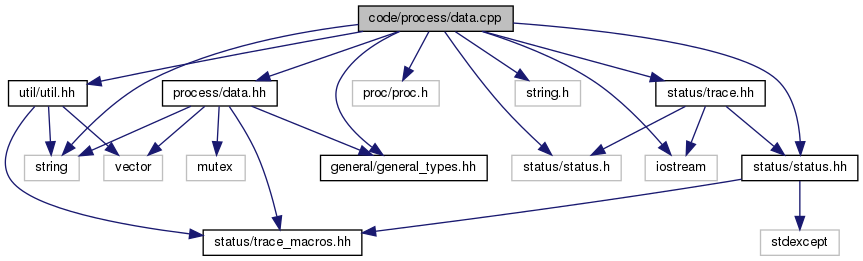 code/process/data.cpp
util/util.hh
process/data.hh
proc/proc.h
string.h
status/trace.hh
string
vector
mutex
general/general_types.hh
status/status.h
iostream
status/status.hh
status/trace_macros.hh
stdexcept